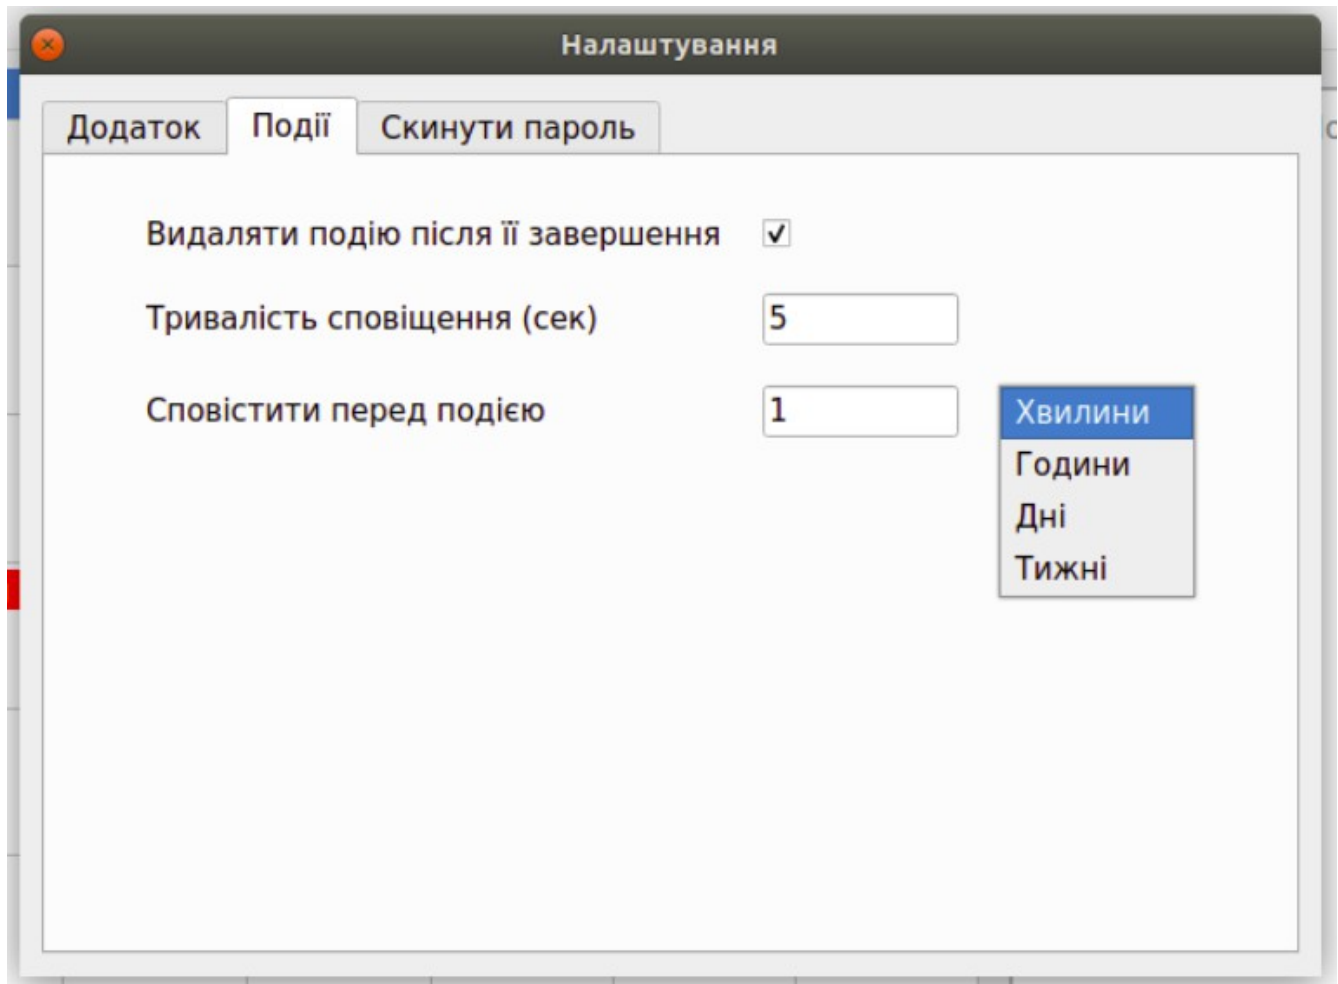 Налаштування
Додаток Події Скинути пароль
Видаляти подію після її завершення
Тривалість сповіщення (сек) 5
Сповістити перед подією 1 Хвилини
Години
Дні
Тижні